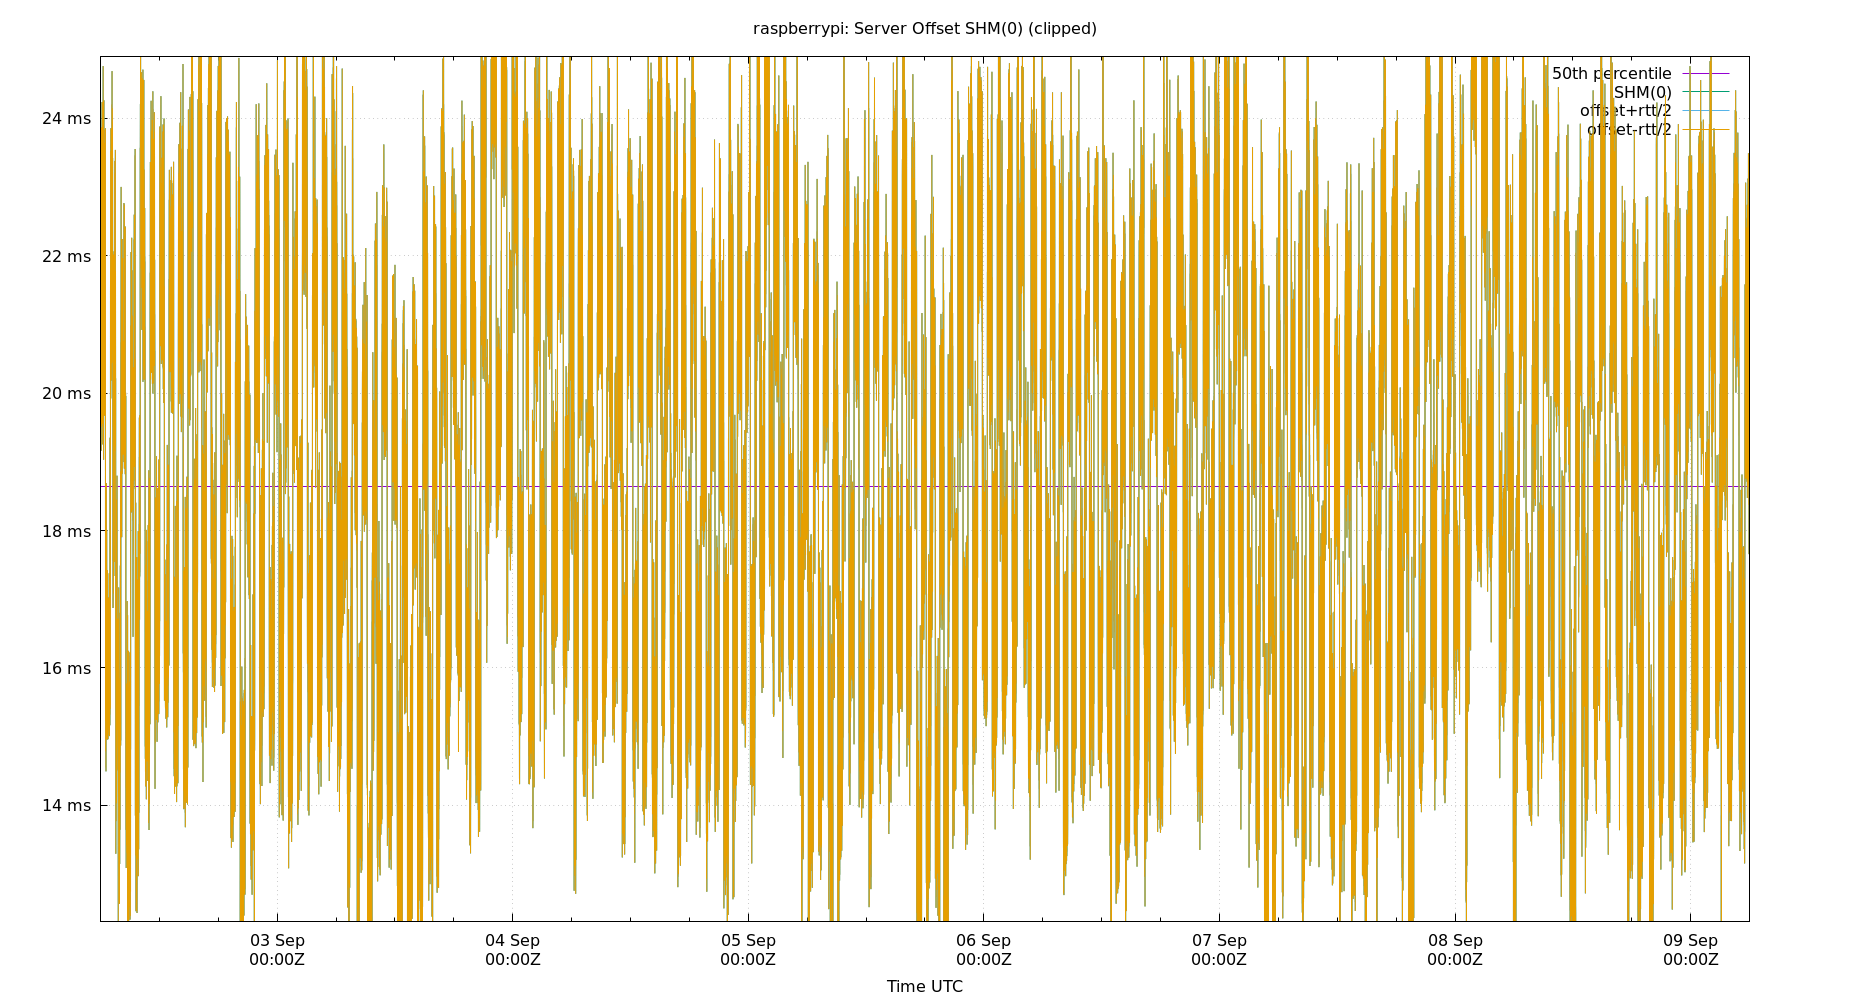 raspberrypi: Server Offset SHM(0) (clipped)
50th percentile
SHM(0)
offset+rtt/2
offset-rtt/2
24 ms
22 ms
20 ms
18 ms
16 ms
14 ms
03 Sep
00:00Z
04 Sep
00:00Z
05 Sep
00:00Z
06 Sep
00:00Z
07 Sep
00:00Z
08 Sep
00:00Z
09 Sep
00:00Z
Time UTC